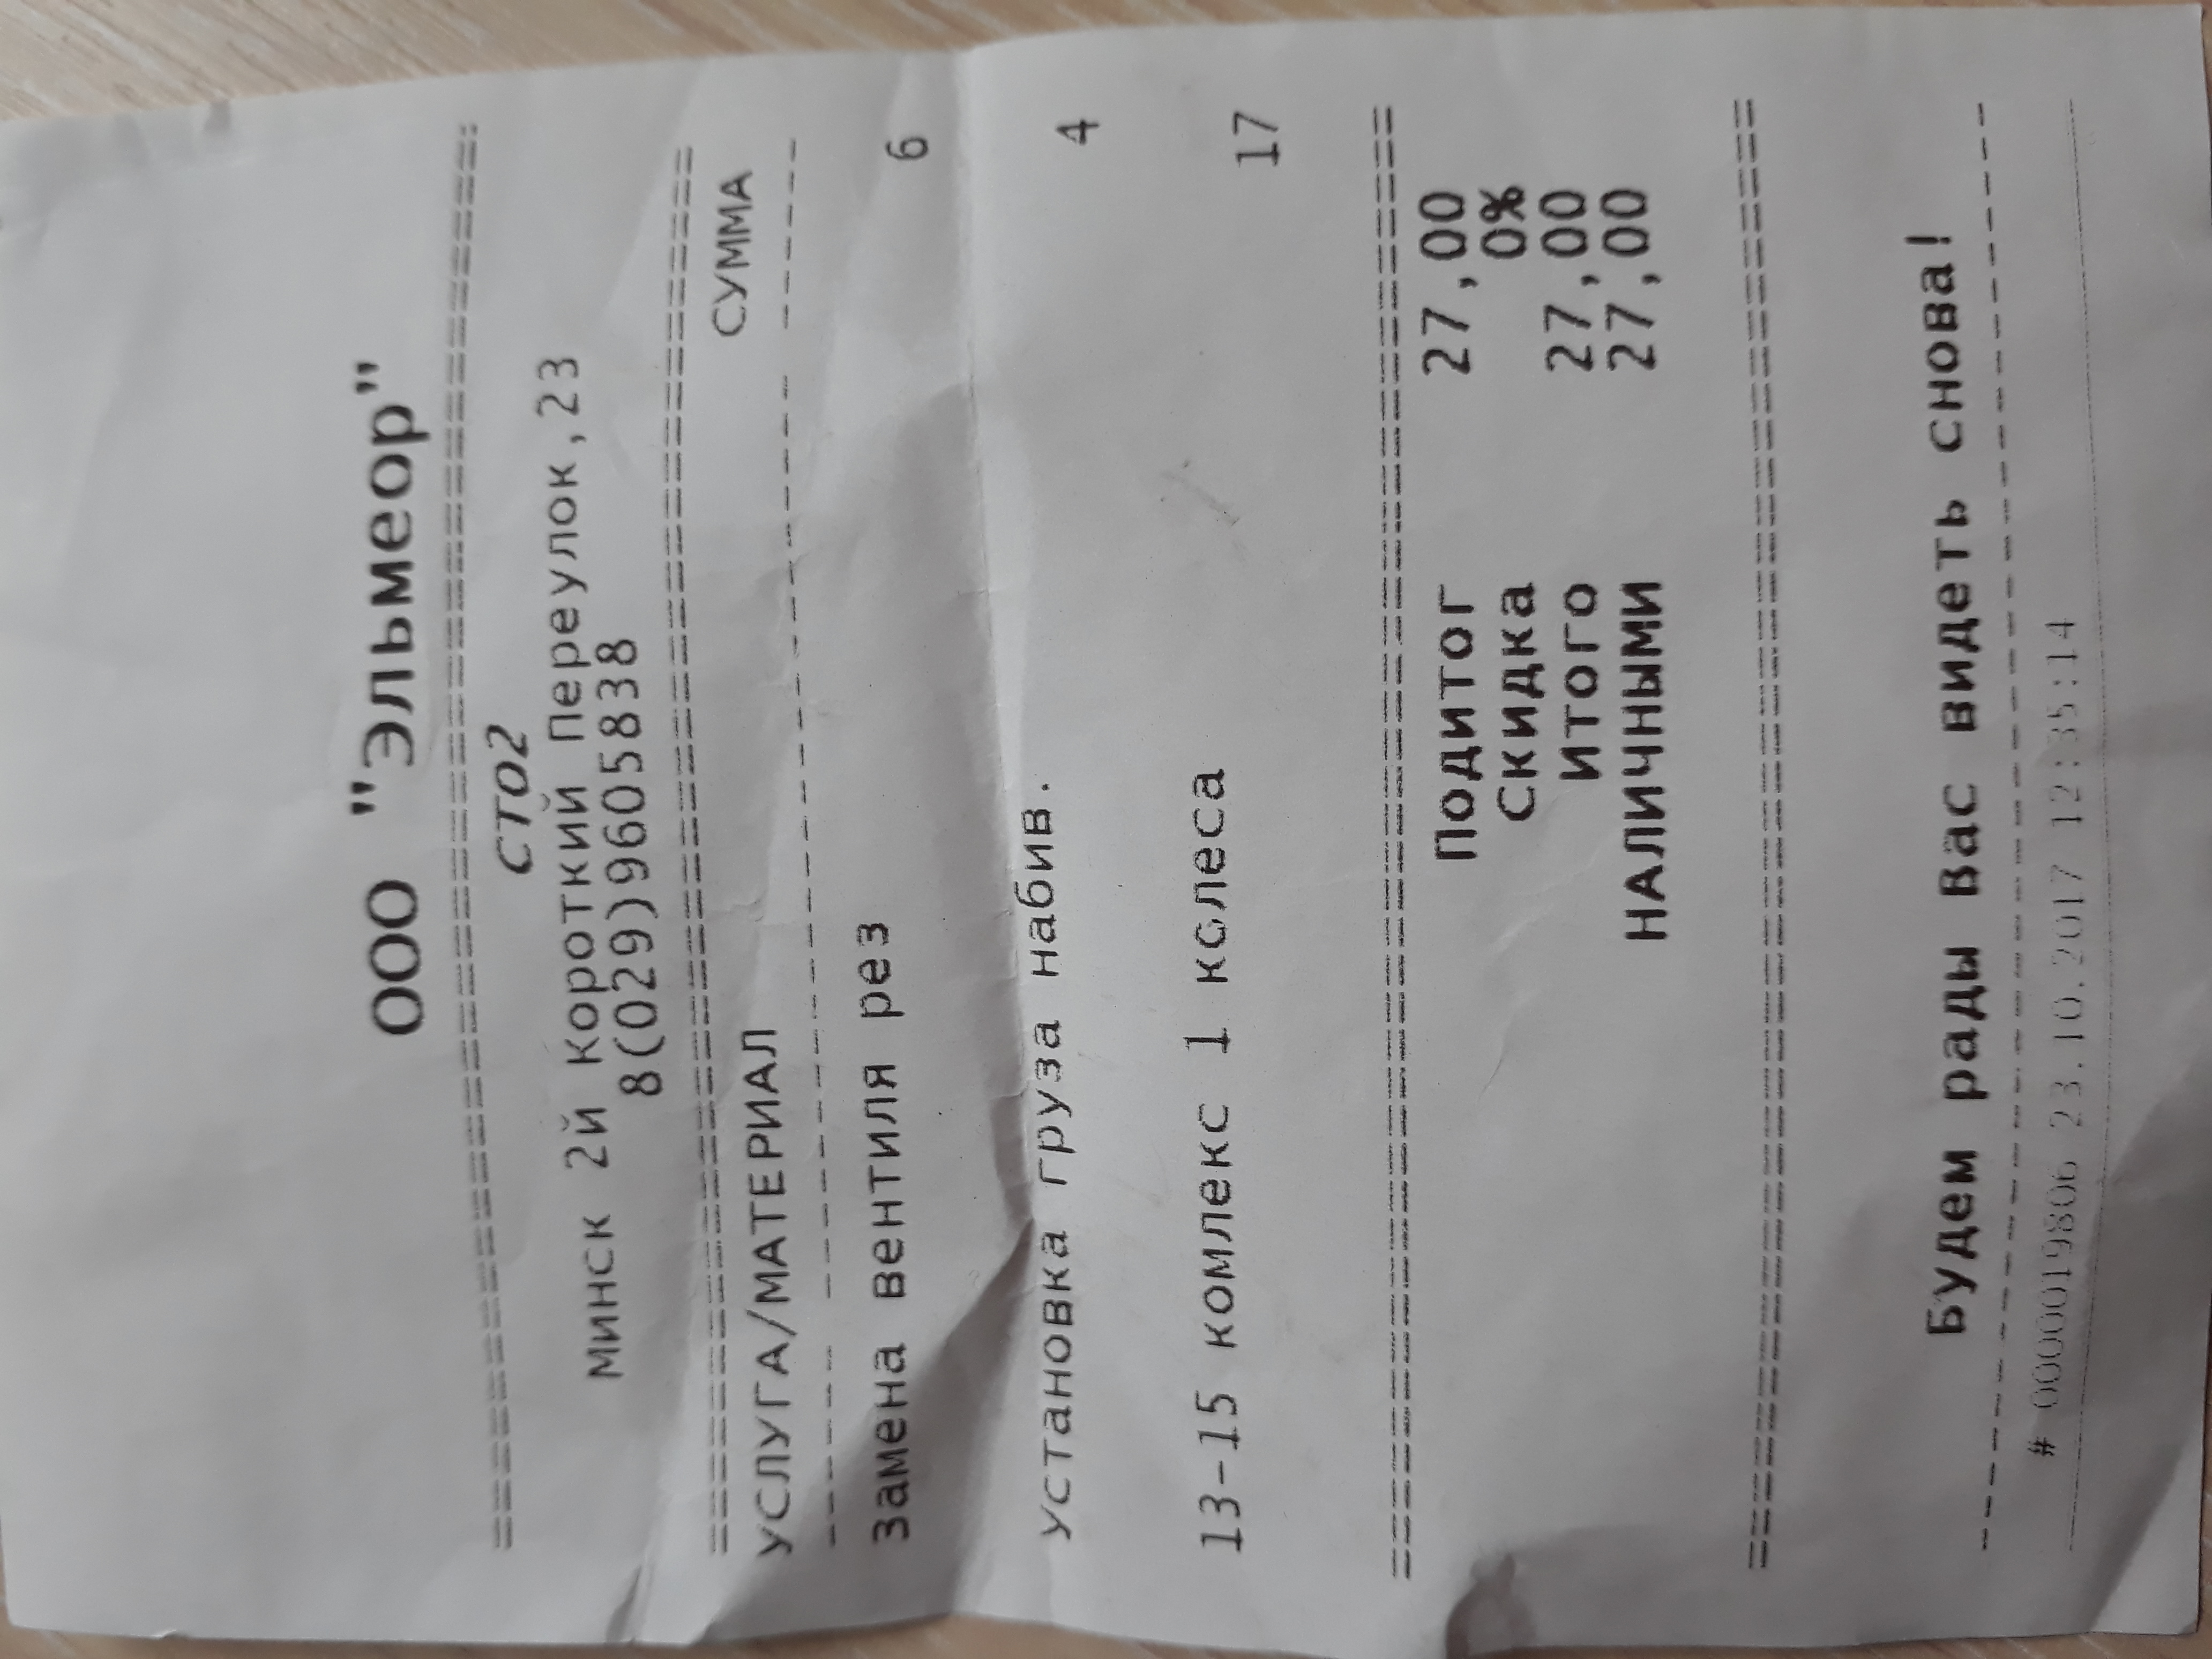 ООО "Эльмеор"
==================================================
СТО2
Минск 2й Короткий Переулок,23
8(029)9605838
==================================================
УСЛУГА/МАТЕРИАЛ СУММА
--------------------------------------------------
Замена вентиля рез 6
Установка груза набив. 4
13-15 комлекс 1 колеса 17
==================================================
Подитог 27,00
Скидка 0%
Итого 27,00
НАЛИЧНЫМИ 27,00
==================================================
Будем рады Вас видеть снова!
--------------------------------------------------
# 0000019806 23.10.2017 12:35:14